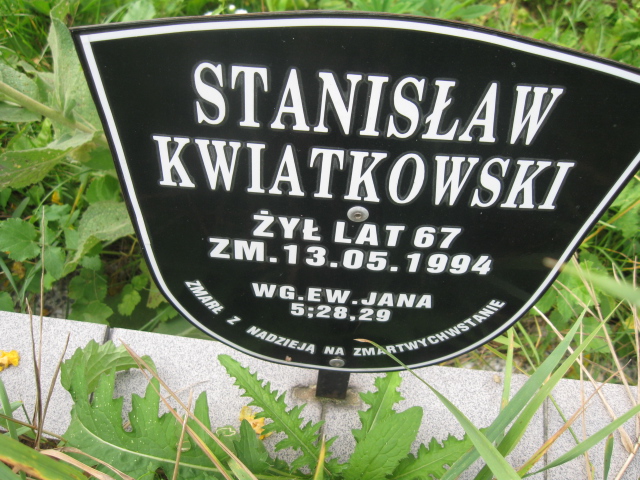 STANISŁAW
KWIATKOWSKI
ŻYŁ LAT 67
ZM.13.05.1994
WG.EW.JANA
5;28,29
ZMARŁ Z NADZIEJĄ NA ZMARTWYCHWSTANIE